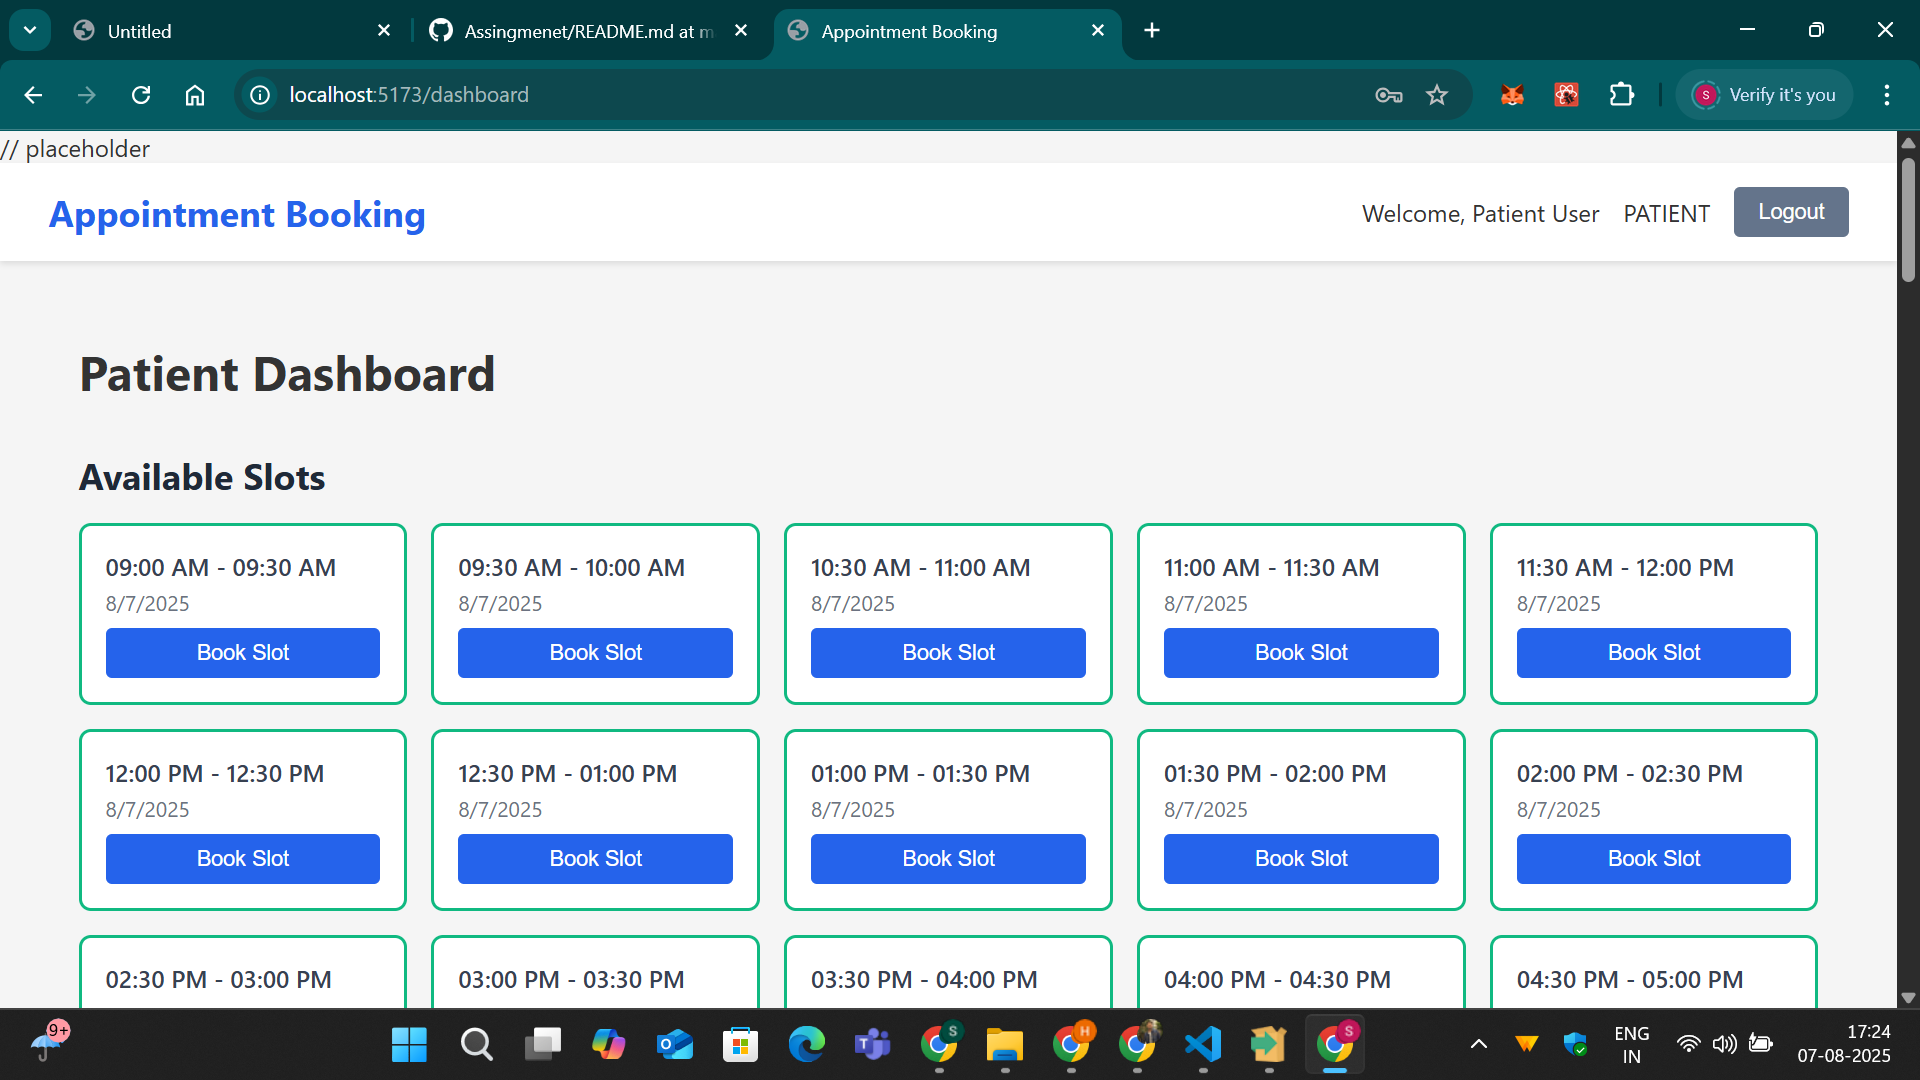 Untitled
Assingmenet/README.md at m
Appointment Booking
localhost:5173/dashboard
S
Verify it's you
// placeholder
Appointment Booking
Welcome, Patient User
PATIENT
Logout
Patient Dashboard
Available Slots
09:00 AM - 09:30 AM
8/7/2025
Book Slot
09:30 AM - 10:00 AM
8/7/2025
Book Slot
10:30 AM - 11:00 AM
8/7/2025
Book Slot
11:00 AM - 11:30 AM
8/7/2025
Book Slot
11:30 AM - 12:00 PM
8/7/2025
Book Slot
12:00 PM - 12:30 PM
8/7/2025
Book Slot
12:30 PM - 01:00 PM
8/7/2025
Book Slot
01:00 PM - 01:30 PM
8/7/2025
Book Slot
01:30 PM - 02:00 PM
8/7/2025
Book Slot
02:00 PM - 02:30 PM
8/7/2025
Book Slot
02:30 PM - 03:00 PM
03:00 PM - 03:30 PM
03:30 PM - 04:00 PM
04:00 PM - 04:30 PM
04:30 PM - 05:00 PM
9+
S
H
S
ENG
IN
17:24
07-08-2025